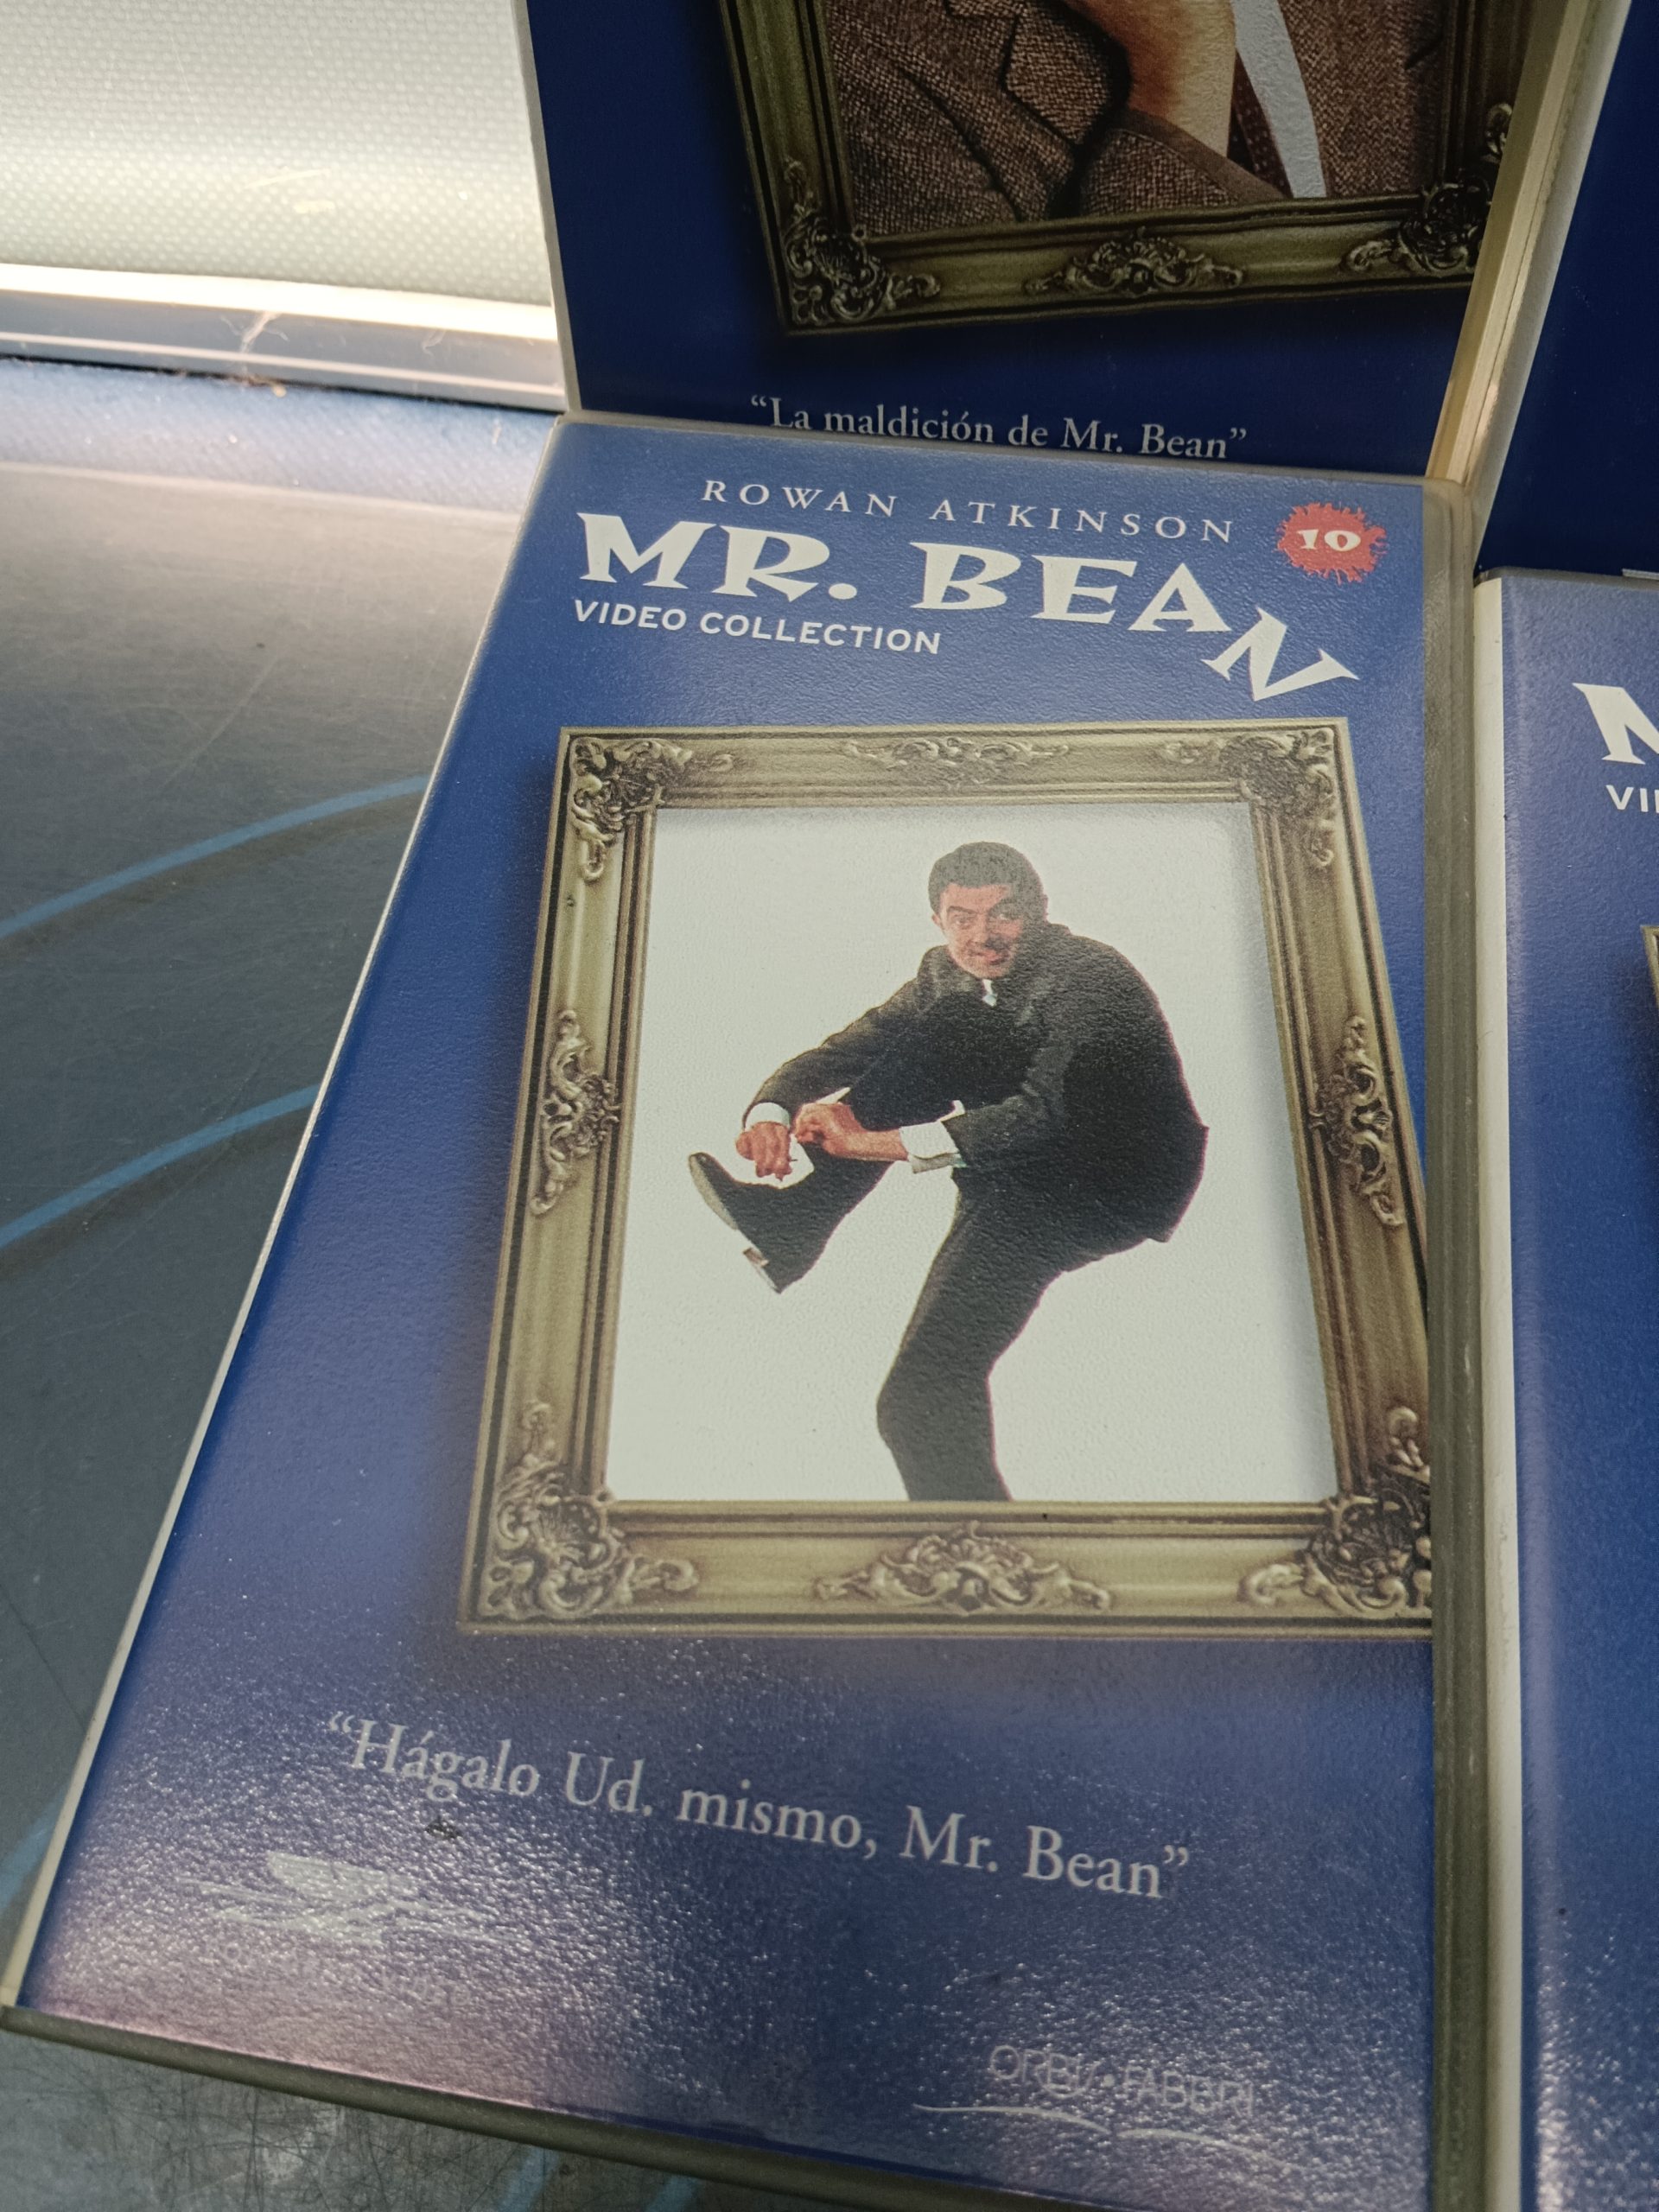 “La maldición de Mr. Bean”
ROWAN ATKINSON
10
MR. BEAN
VIDEO COLLECTION
“Hágalo Ud. mismo, Mr. Bean”
ORBIS•FABBRI